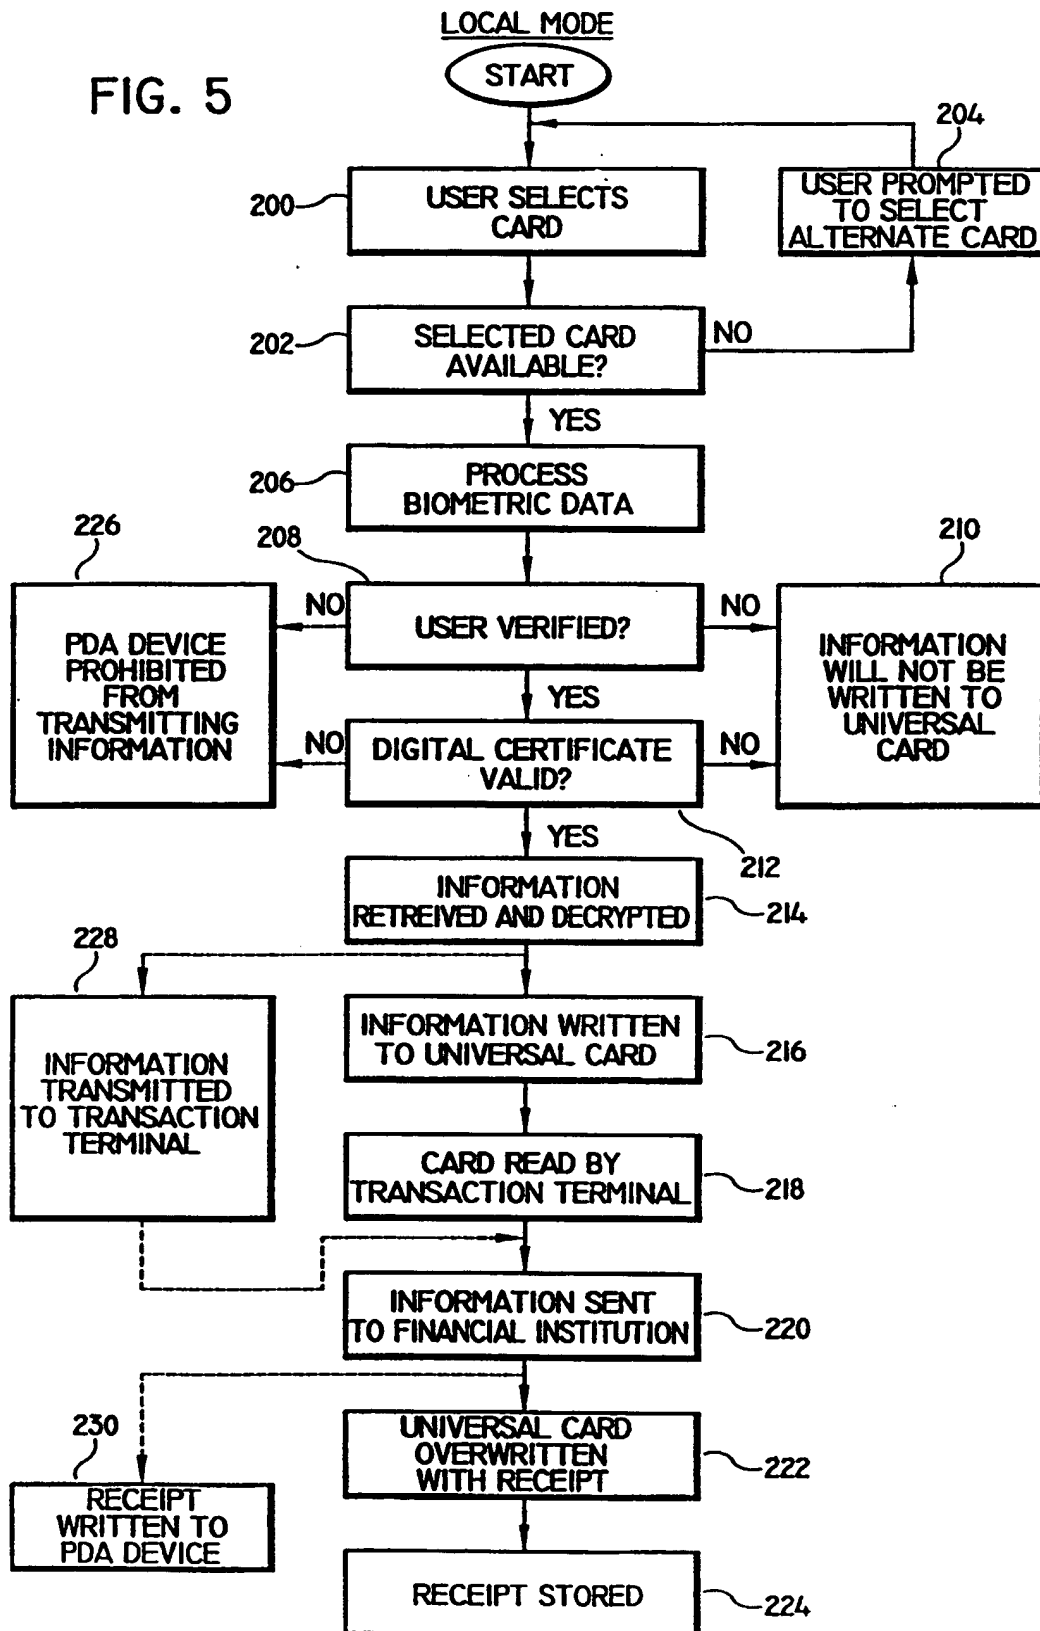 LOCAL MODE
START
FIG. 5
204
200
USER SELECTS
CARD
USER PROMPTED
TO SELECT
ALTERNATE CARD
202
SELECTED CARD
AVAILABLE?
NO
YES
206
PROCESS
BIOMETRIC DATA
226
208
210
PDA DEVICE
PROHIBITED
FROM
TRANSMITTING
INFORMATION
NO
USER VERIFIED?
NO
INFORMATION
WILL NOT BE
WRITTEN TO
UNIVERSAL
CARD
YES
NO
DIGITAL CERTIFICATE
VALID?
NO
YES
212
INFORMATION
RETREIVED AND DECRYPTED
214
228
INFORMATION
TRANSMITTED
TO TRANSACTION
TERMINAL
INFORMATION WRITTEN
TO UNIVERSAL CARD
216
CARD READ BY
TRANSACTION TERMINAL
218
INFORMATION SENT
TO FINANCIAL INSTITUTION
220
230
RECEIPT
WRITTEN TO
PDA DEVICE
UNIVERSAL CARD
OVERWRITTEN
WITH RECEIPT
222
RECEIPT STORED
224